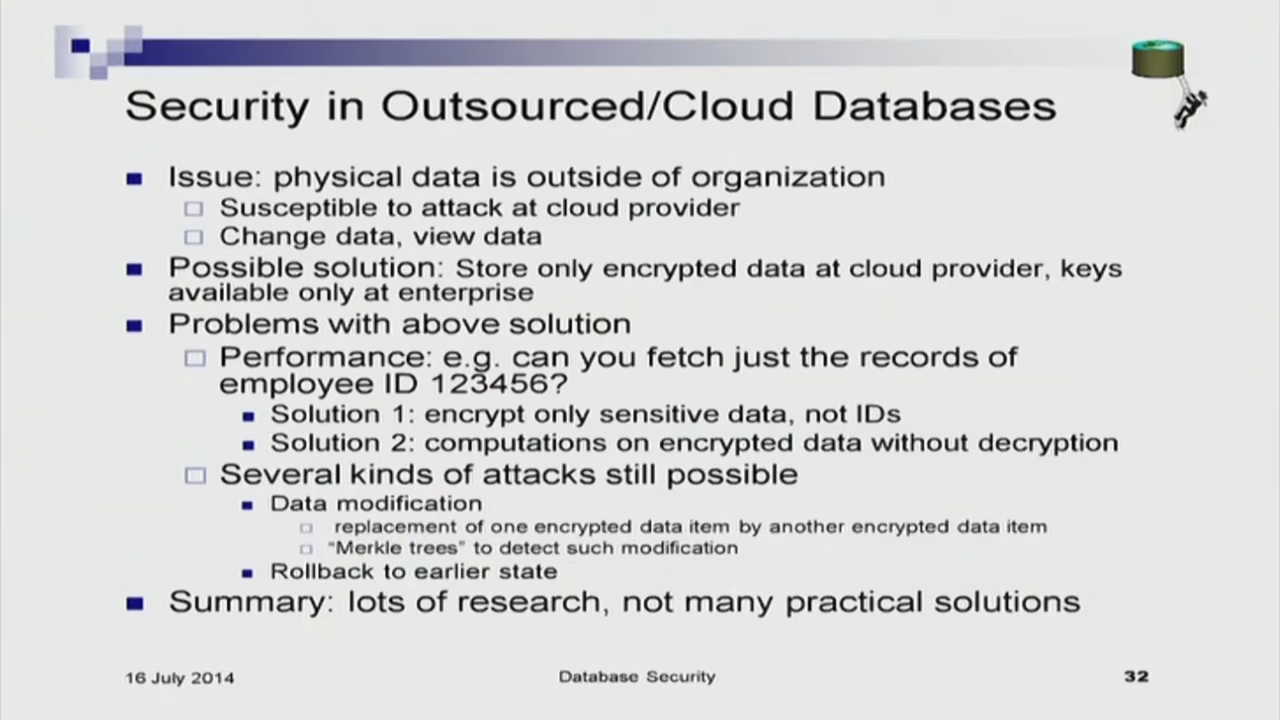 Security in Outsourced/Cloud Databases
Issue: physical data is outside of organization
Susceptible to attack at cloud provider
Change data, view data
Possible solution: Store only encrypted data at cloud provider, keys
available only at enterprise
Problems with above solution
Performance: e.g. can you fetch just the records of
employee ID 123456?
Solution 1: encrypt only sensitive data, not IDs
Solution 2: computations on encrypted data without decryption
Several kinds of attacks still possible
Data modification
replacement of one encrypted data item by another encrypted data item
"Merkle trees" to detect such modification
Rollback to earlier state
Summary: lots of research, not many practical solutions
16 July 2014
Database Security
32